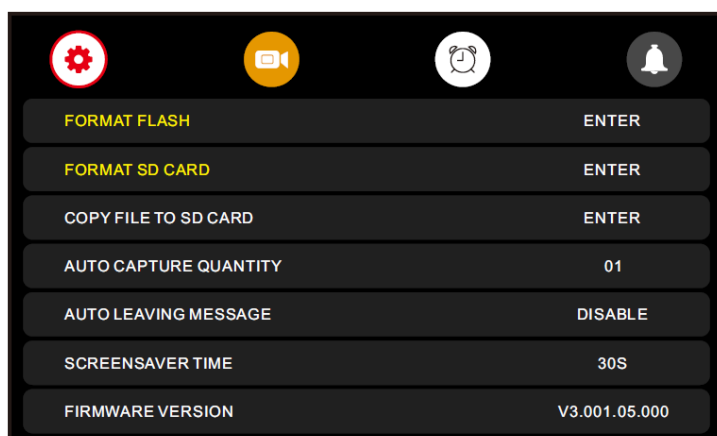 FORMAT FLASH ENTER
FORMAT SD CARD ENTER
COPY FILE TO SD CARD ENTER
AUTO CAPTURE QUANTITY 01
AUTO LEAVING MESSAGE DISABLE
SCREENSAVER TIME 30S
FIRMWARE VERSION V3.001.05.000